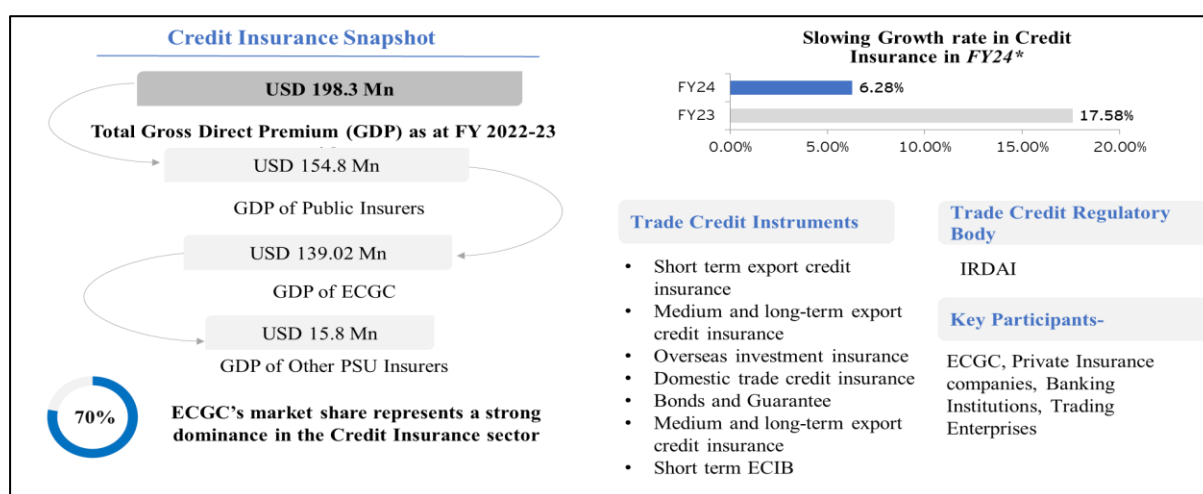 Credit Insurance Snapshot
USD 198.3 Mn
Total Gross Direct Premium (GDP) as at FY 2022-23
USD 154.8 Mn
GDP of Public Insurers
USD 139.02 Mn
GDP of ECGC
USD 15.8 Mn
GDP of Other PSU Insurers
70%
ECGC's market share represents a strong
dominance in the Credit Insurance sector
Slowing Growth rate in Credit
Insurance in FY24*
FY24
6.28%
FY23
17.58%
0.00% 5.00% 10.00% 15.00% 20.00%
Trade Credit Instruments
• Short term export credit
insurance
• Medium and long-term export
credit insurance
• Overseas investment insurance
• Domestic trade credit insurance
• Bonds and Guarantee
• Medium and long-term export
credit insurance
• Short term ECIB
Trade Credit Regulatory
Body
IRDAI
Key Participants-
ECGC, Private Insurance
companies, Banking
Institutions, Trading
Enterprises